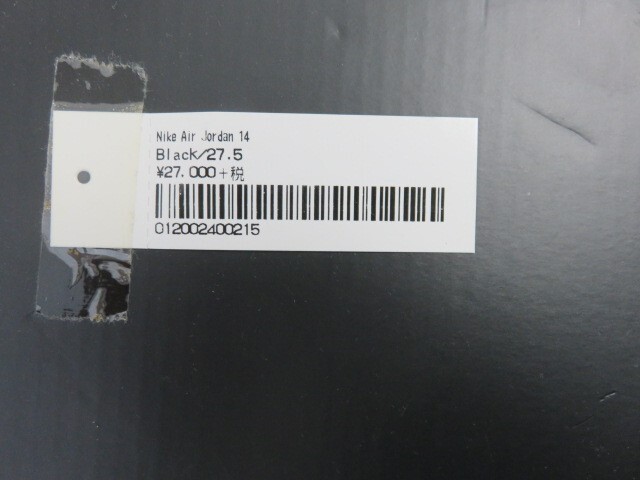 Nike Air Jordan 14
Black/27.5
¥27.000+税
012002400215